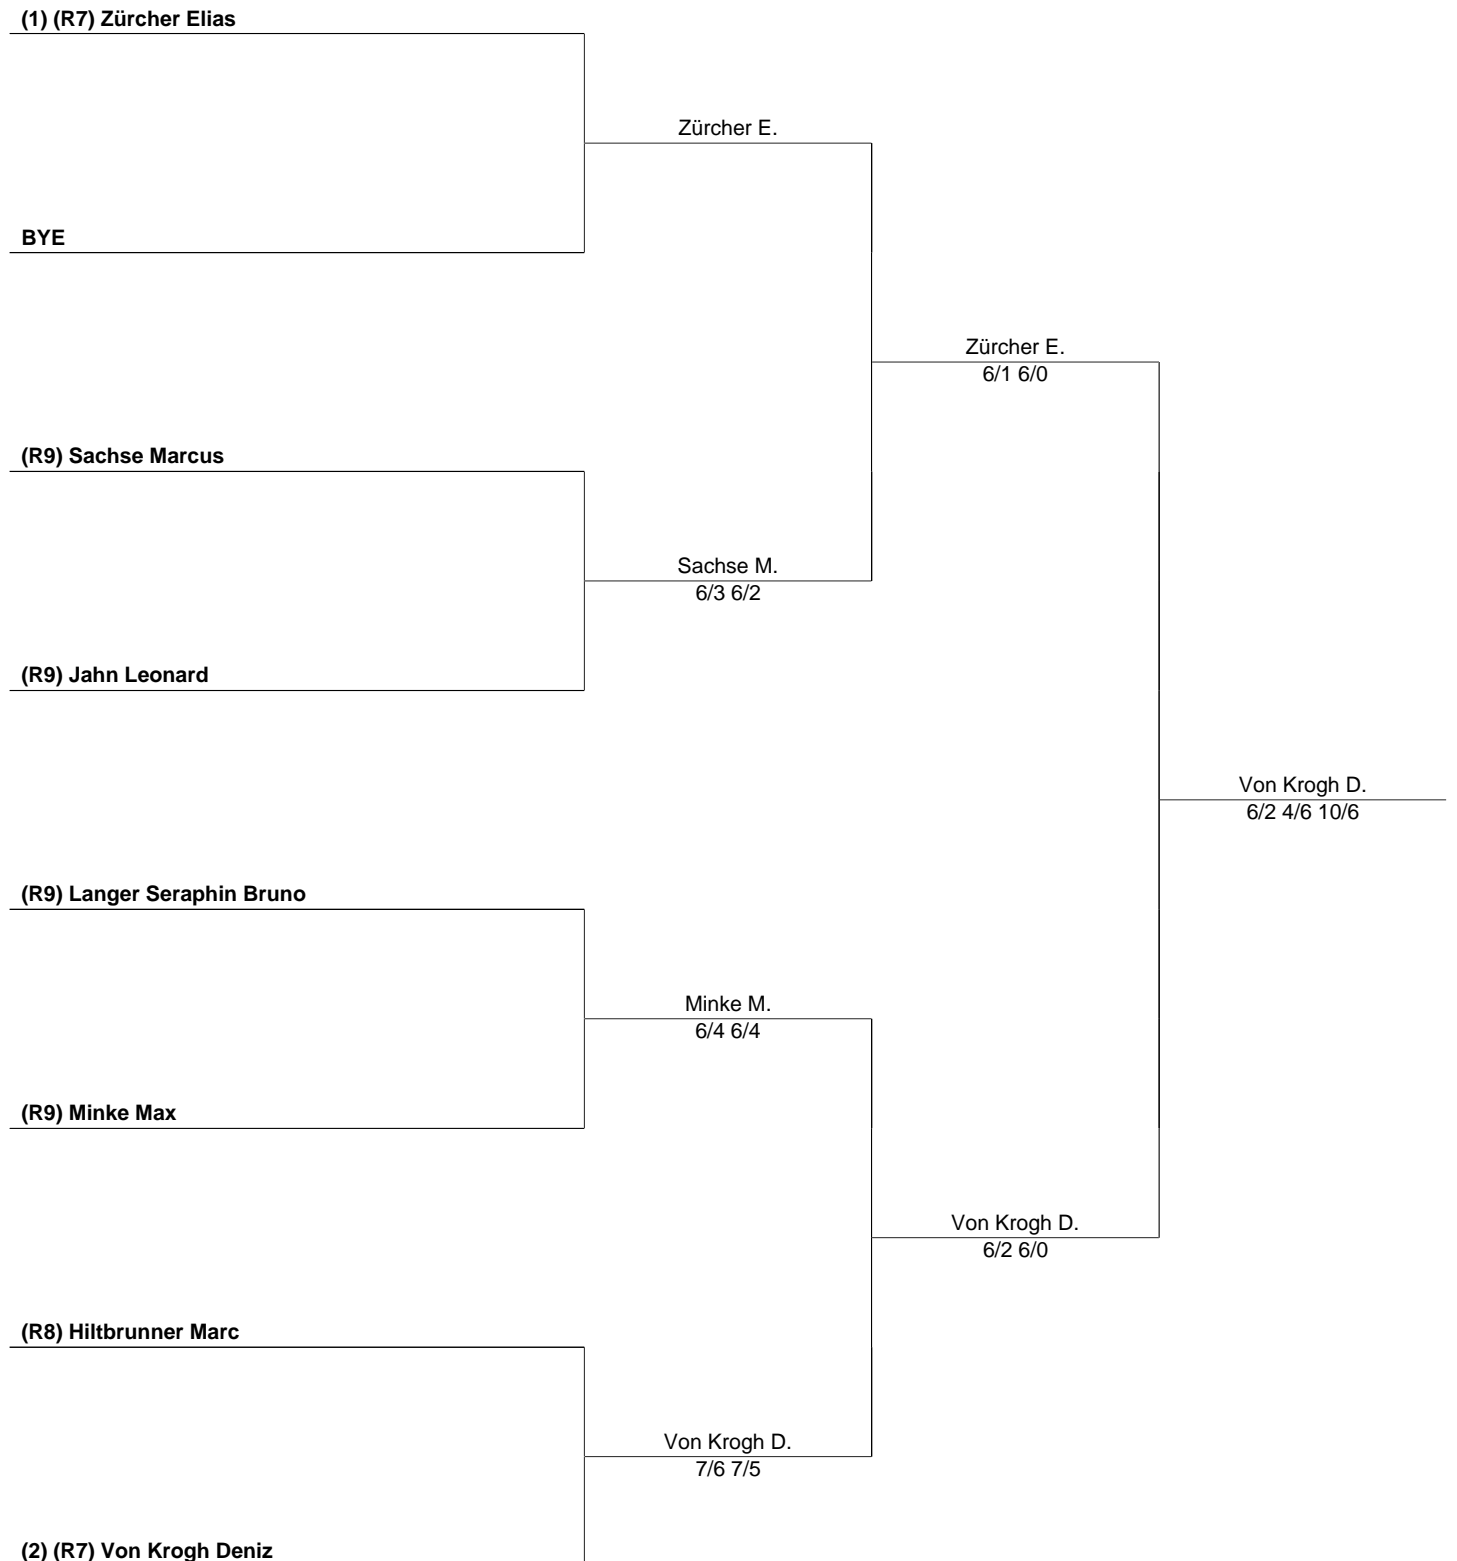 (1) (R7) Zürcher Elias
Zürcher E.
BYE
Zürcher E.
6/1 6/0
(R9) Sachse Marcus
Sachse M.
6/3 6/2
(R9) Jahn Leonard
Von Krogh D.
6/2 4/6 10/6
(R9) Langer Seraphin Bruno
Minke M.
6/4 6/4
(R9) Minke Max
Von Krogh D.
6/2 6/0
(R8) Hiltbrunner Marc
Von Krogh D.
7/6 7/5
(2) (R7) Von Krogh Deniz